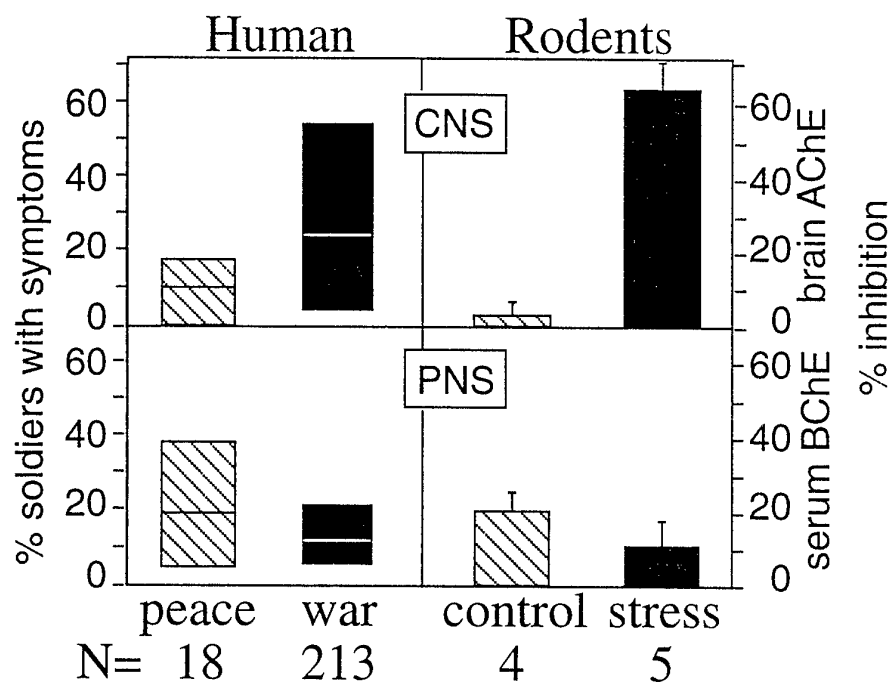 Human Rodents
% soldiers with symptoms
60
40
20
0
CNS
60
40
20
0
brain AChE
% inhibition
60
40
20
0
PNS
60
40
20
0
serum BChE
peace war control stress
N= 18 213 4 5